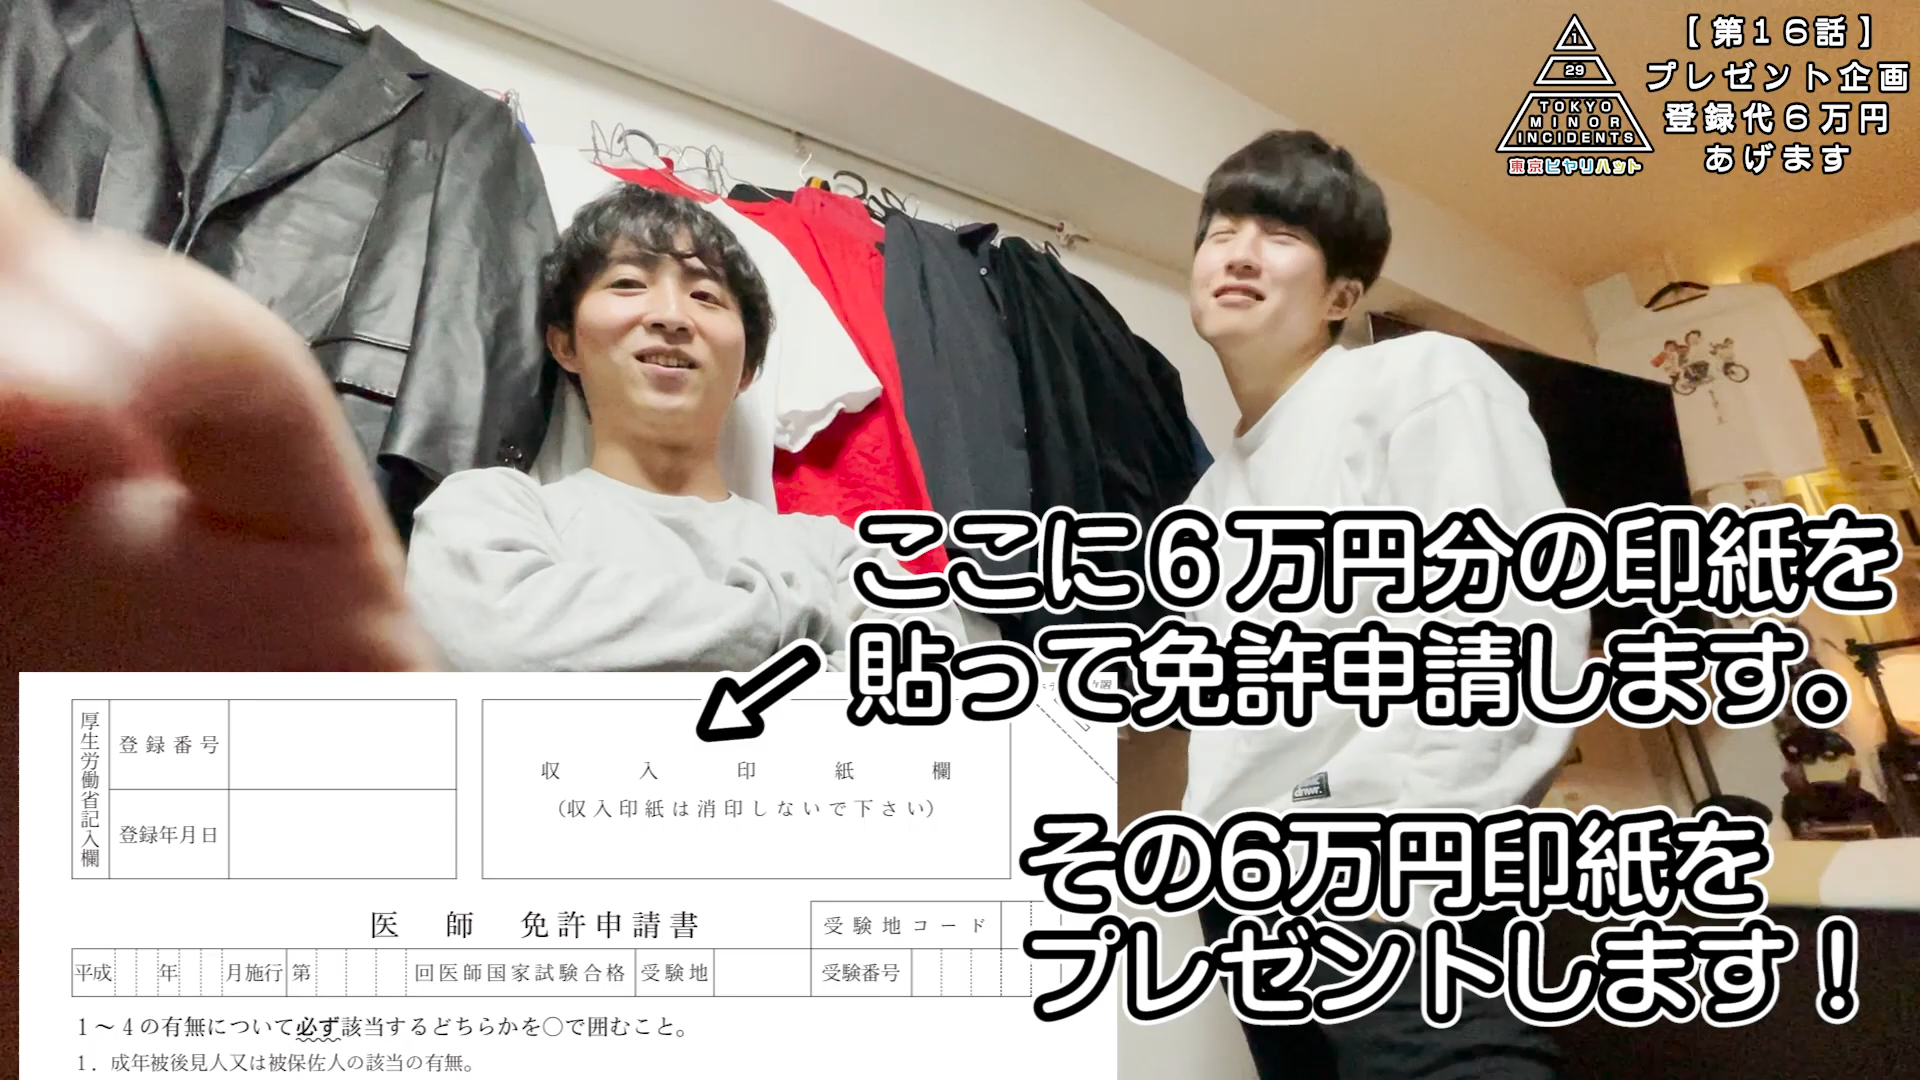 1
29
TOKYO
MINOR
INCIDENTS
東京ヒヤリハット
【第16話】
プレゼント企画
登録代6万円
あげます
ここに6万円分の印紙を
貼って免許申請します。
その6万円印紙を
プレゼントします!
厚生労働省記入欄
登録番号
登録年月日
収入印紙欄
(収入印紙は消印しないで下さい)
医師 免許申請書
受験地コード
平成 年 月施行 第 回医師国家試験合格 受験地 受験番号
1〜4の有無について必ず該当するどちらかを○で囲むこと。
1.成年被後見人又は被保佐人の該当の有無。
drwr.